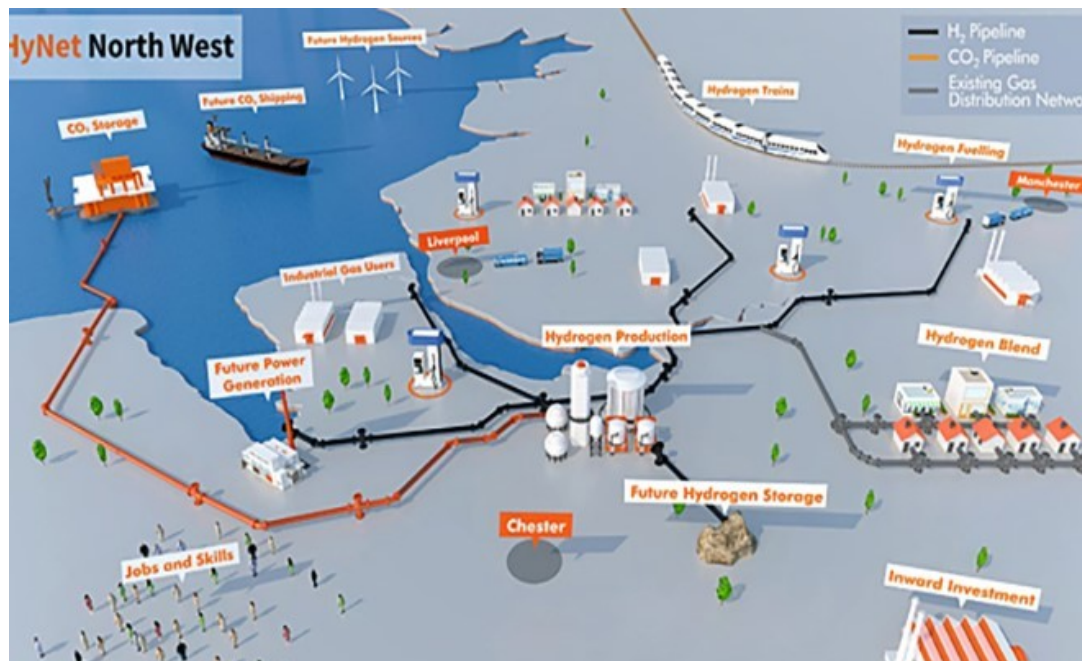 HyNet North West
Future Hydrogen Sources
H₂ Pipeline
CO₂ Pipeline
Existing Gas
Distribution Netwo
CO₂ Storage
Future CO₂ Shipping
Hydrogen Trains
Hydrogen Fuelling
Manchester
Liverpool
Industrial Gas Users
Hydrogen Production
Future Power
Generation
Hydrogen Blend
Future Hydrogen Storage
Chester
Jobs and Skills
Inward Investment